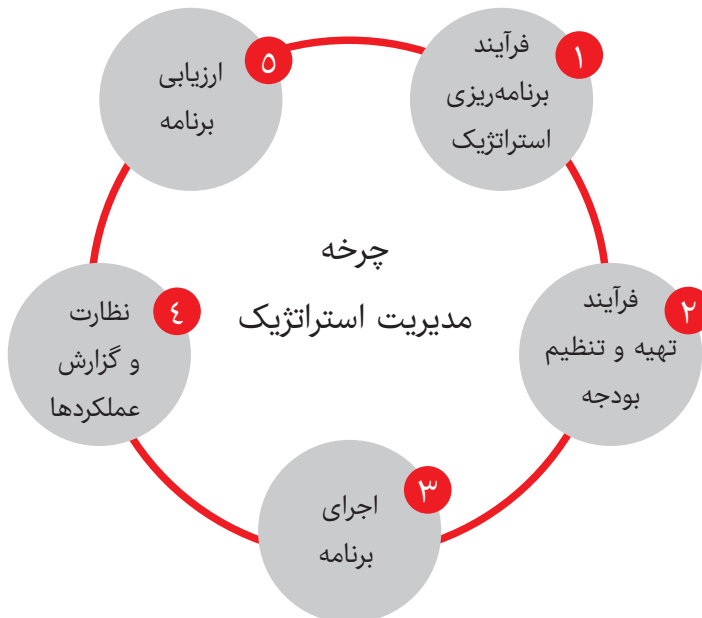 ۱
فرآیند
برنامه‌ریزی
استراتژیک
۲
فرآیند
تهیه و تنظیم
بودجه
۳
اجرای
برنامه
٤
نظارت
و گزارش
عملکردها
۵
ارزیابی
برنامه
چرخه
مدیریت استراتژیک